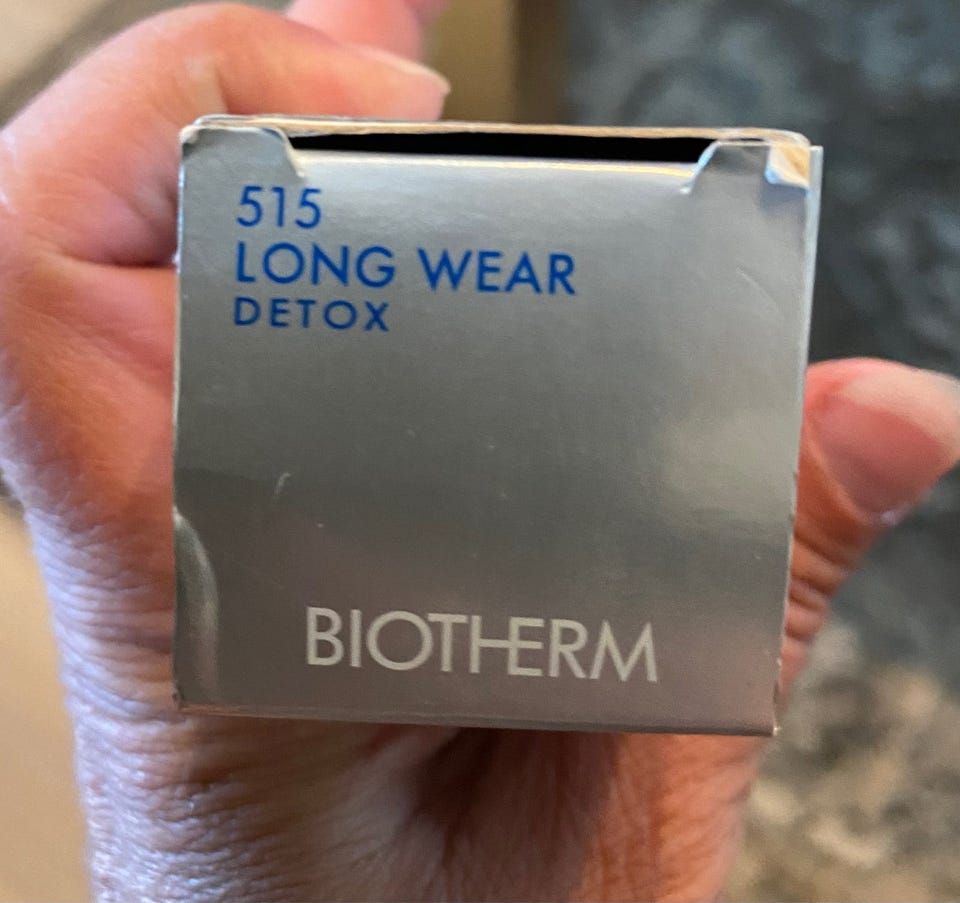 515
LONG WEAR
DETOX
BIOTHERM